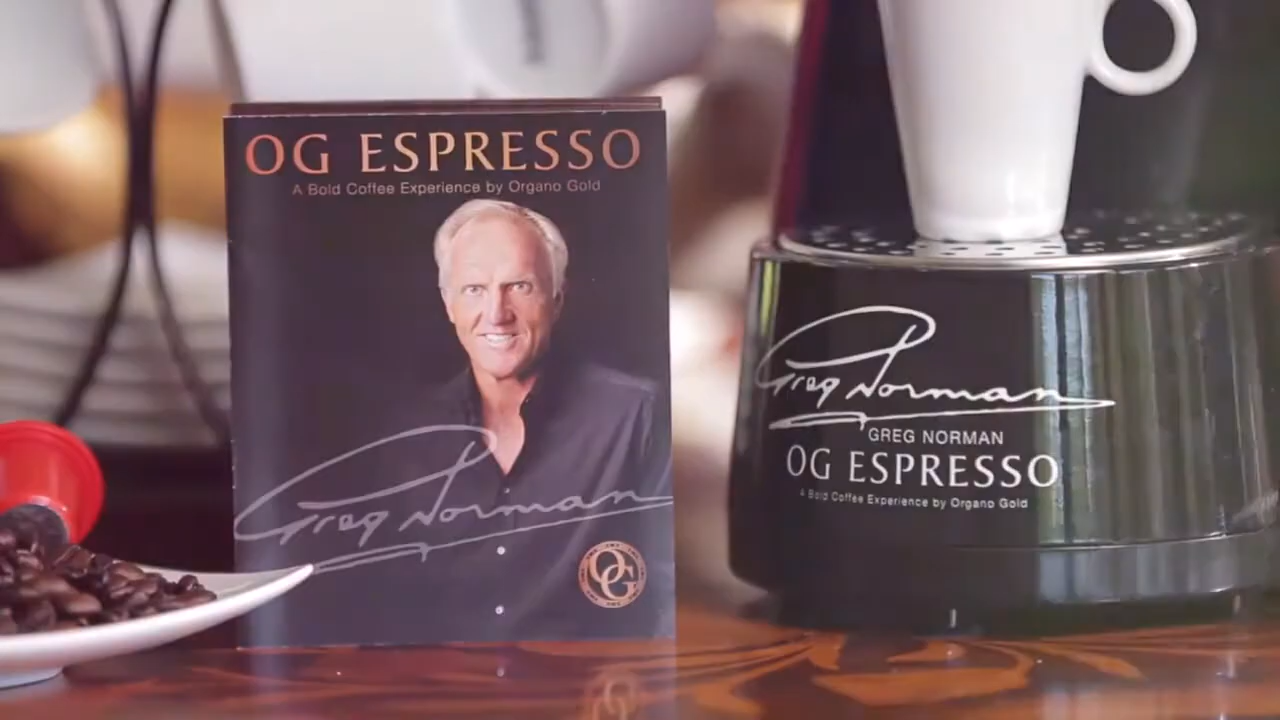 OG ESPRESSO
A Bold Coffee Experience by Organo Gold
Greg Norman
OG
Greg Norman
GREG NORMAN
OG ESPRESSO
A Bold Coffee Experience by Organo Gold